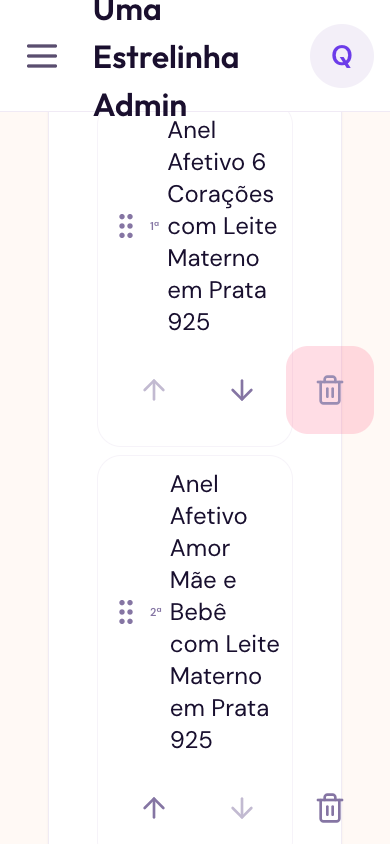 Uma
Estrelinha
Admin
Q
Anel
Afetivo 6
Corações
1º com Leite
Materno
em Prata
925
Anel
Afetivo
Amor
Mãe e
2º Bebê
com Leite
Materno
em Prata
925